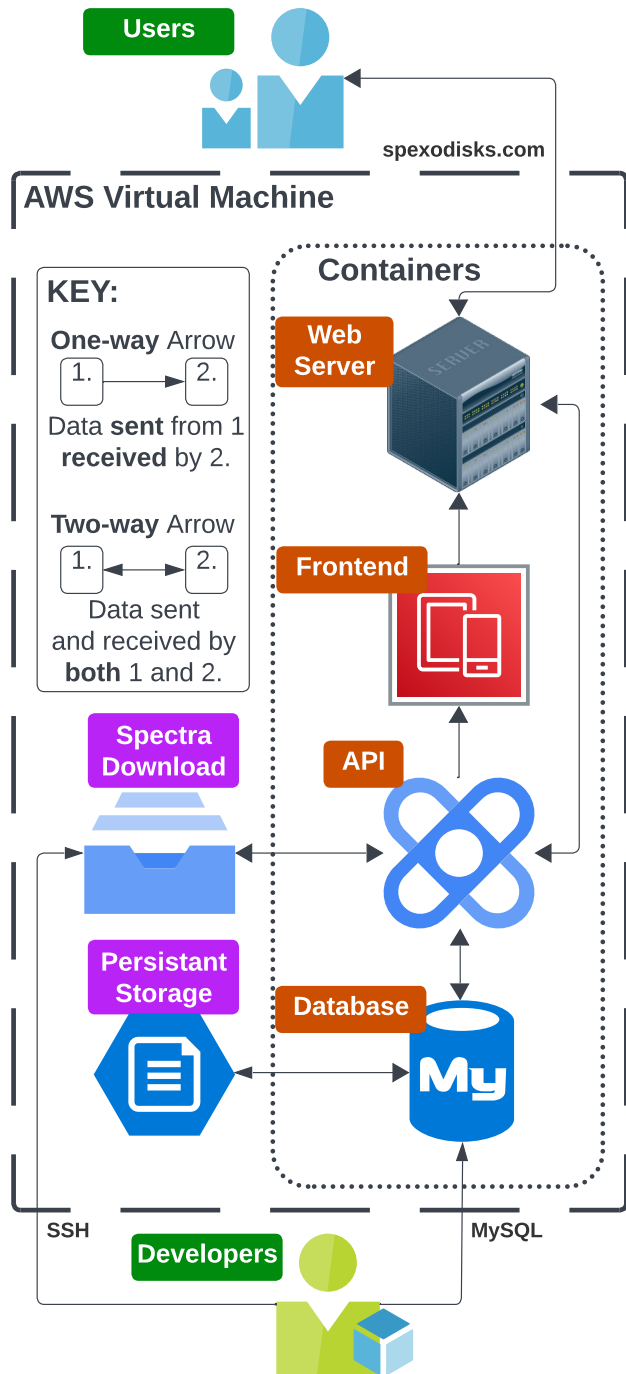 Users
spexodisks.com
AWS Virtual Machine
Containers
KEY:
One-way Arrow
1. 2.
Data sent from 1
received by 2.
Two-way Arrow
1. 2.
Data sent
and received by
both 1 and 2.
Web
Server
SERVER
Frontend
Spectra
Download
API
Persistant
Storage
Database
My
SSH
MySQL
Developers